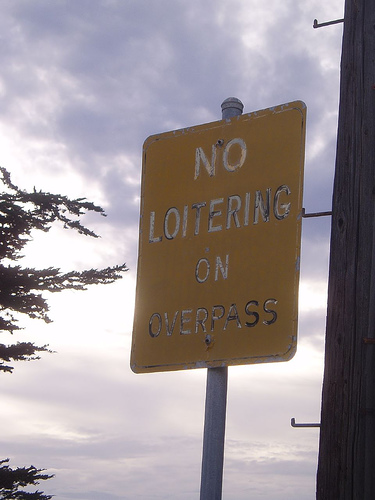 NO
LOITERING
ON
OVERPASS